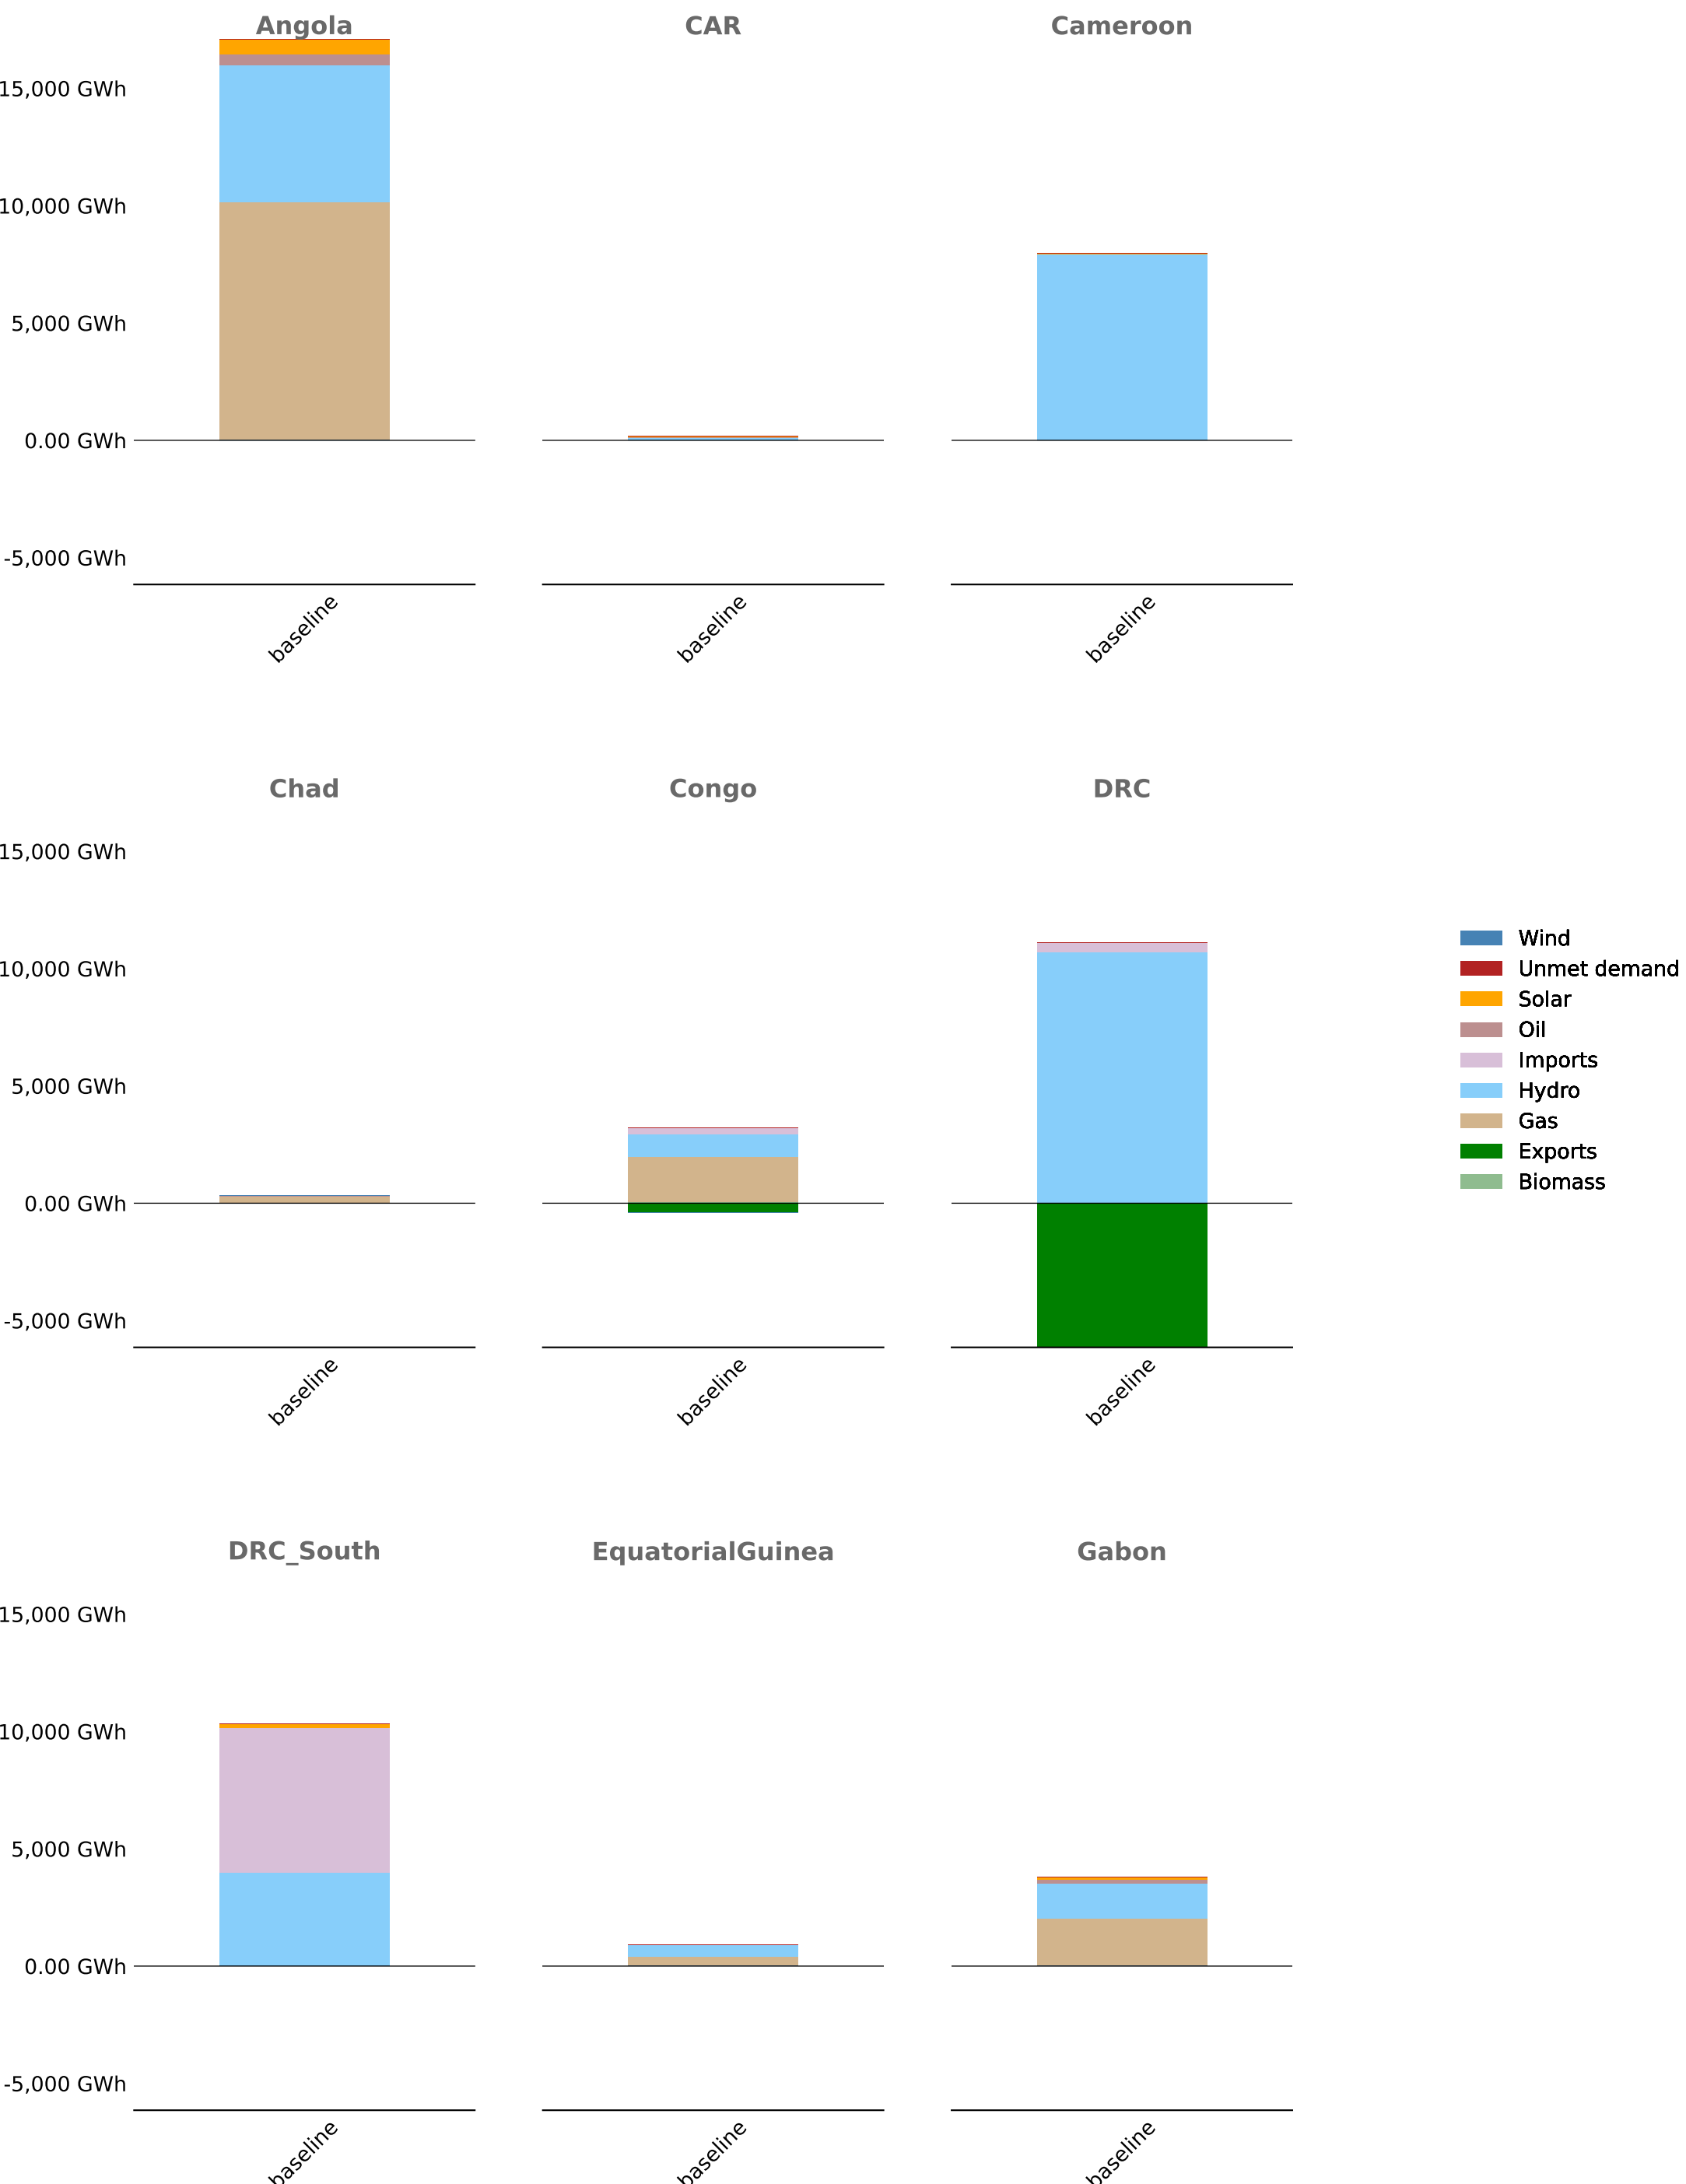 Angola CAR Cameroon
15,000 GWh
10,000 GWh
5,000 GWh
0.00 GWh
-5,000 GWh
baseline baseline baseline
Chad Congo DRC
15,000 GWh
10,000 GWh
5,000 GWh
0.00 GWh
-5,000 GWh
baseline baseline baseline
Wind
Unmet demand
Solar
Oil
Imports
Hydro
Gas
Exports
Biomass
DRC_South EquatorialGuinea Gabon
15,000 GWh
10,000 GWh
5,000 GWh
0.00 GWh
-5,000 GWh
baseline baseline baseline